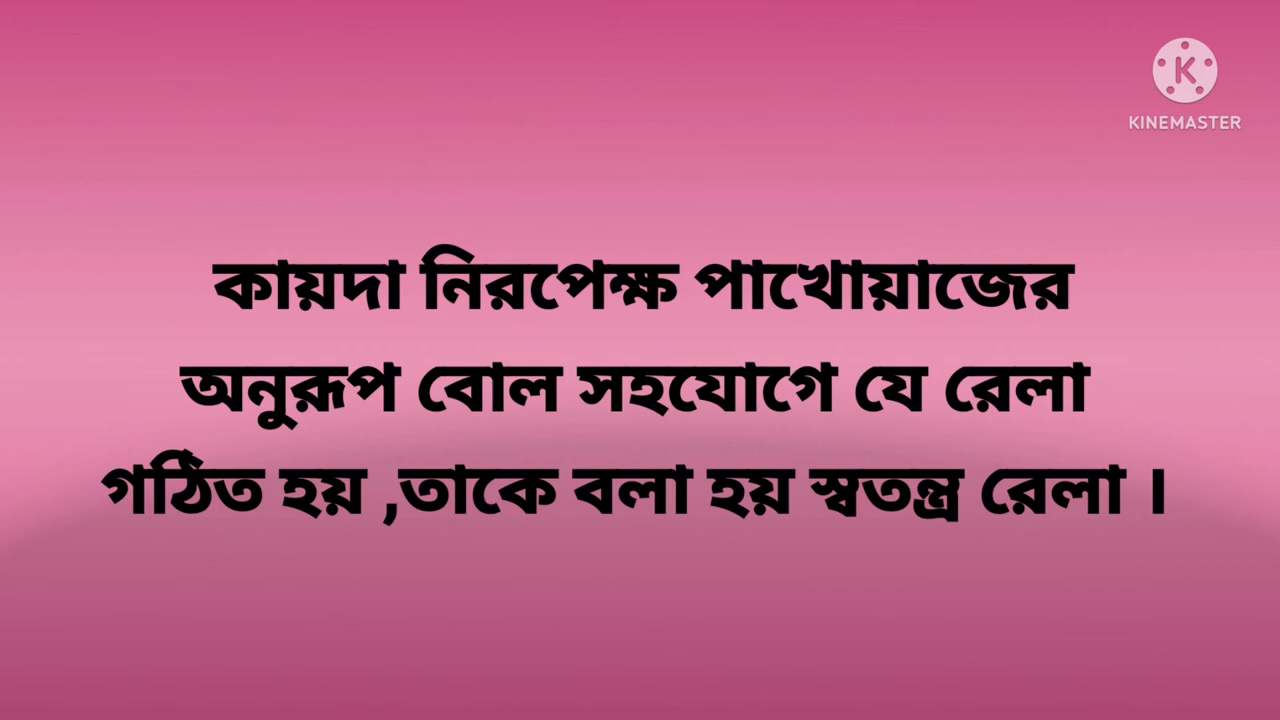 KINEMASTER
কায়দা নিরপেক্ষ পাখোয়াজের
অনুরূপ বোল সহযোগে যে রেলা
গঠিত হয় ,তাকে বলা হয় স্বতন্ত্র রেলা ।